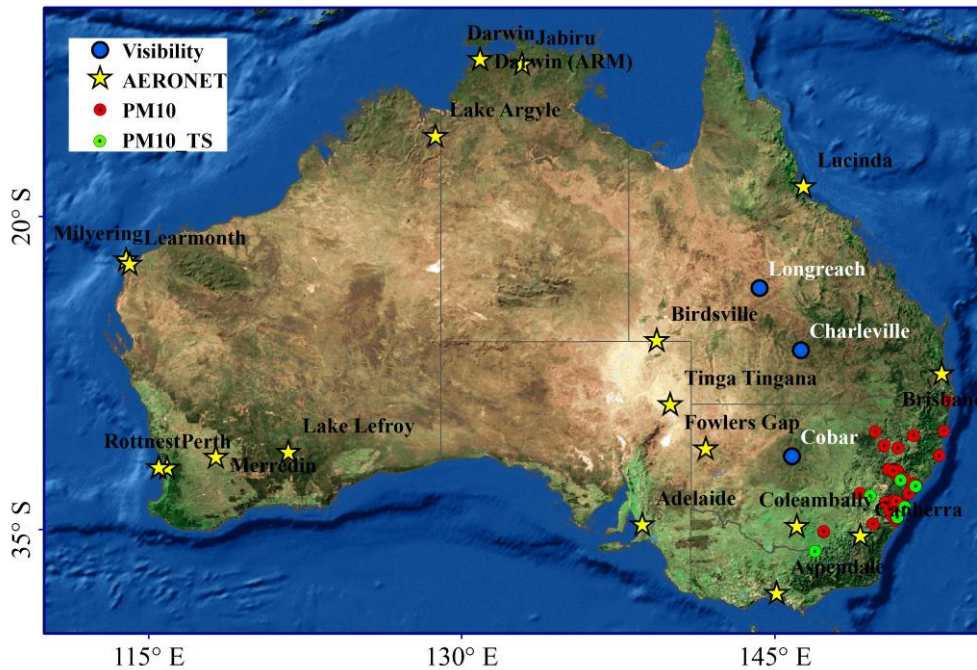 Visibility
AERONET
PM10
PM10_TS
Darwin
Jabiru
Darwin (ARM)
Lake Argyle
Lucinda
20° S
Milyering
Learmonth
Longreach
Birdsville
Charleville
Tinga Tingana
Brisbane
Fowlers Gap
Lake Lefroy
Rottnest
Perth
Cobar
Merredin
Adelaide
Coleambally
Canberra
35° S
Aspendale
115° E
130° E
145° E